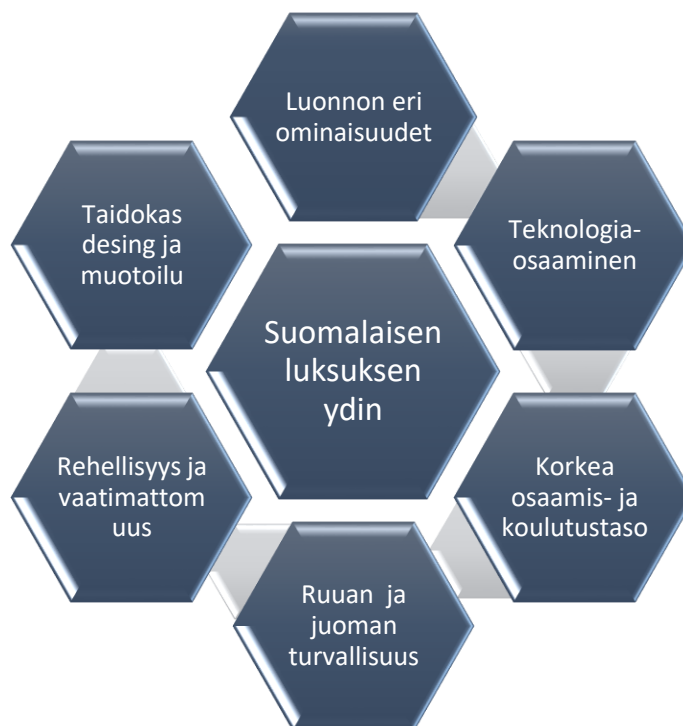 Luonnon eri
ominaisuudet
Teknologia-
osaaminen
Korkea
osaamis- ja
koulutustaso
Ruuan ja
juoman
turvallisuus
Rehellisyys ja
vaatimattom
uus
Taidokas
desing ja
muotoilu
Suomalaisen
luksuksen
ydin